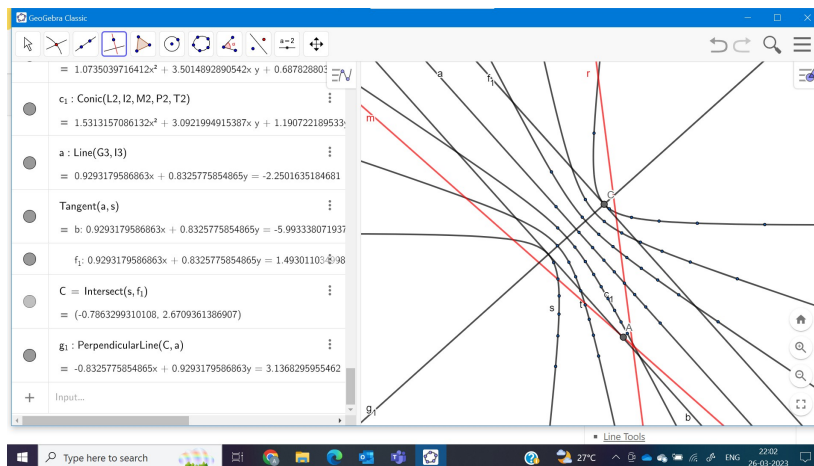 GeoGebra Classic
a=2
= 1.0735039716412x² + 3.5014892890542x y + 0.687828803
c₁ : Conic(L2, I2, M2, P2, T2)
= 1.5313157086132x² + 3.0921994915387x y + 1.190722189533
a : Line(G3, I3)
= 0.9293179586863x + 0.8325775854865y = -2.2501635184681
Tangent(a, s)
= b: 0.9293179586863x + 0.8325775854865y = -5.993338071937
f₁: 0.9293179586863x + 0.8325775854865y = 1.4930110
C = Intersect(s, f₁)
= (-0.7863299310108, 2.6709361386907)
g₁ : PerpendicularLine(C, a)
= -0.8325775854865x + 0.9293179586863y = 3.1368295955462
+ Input...
a
f₁
r
m
C
s
t
c₁
A
g₁
b
Line Tools
Type here to search
27°C
ENG
22:02
26-03-2023